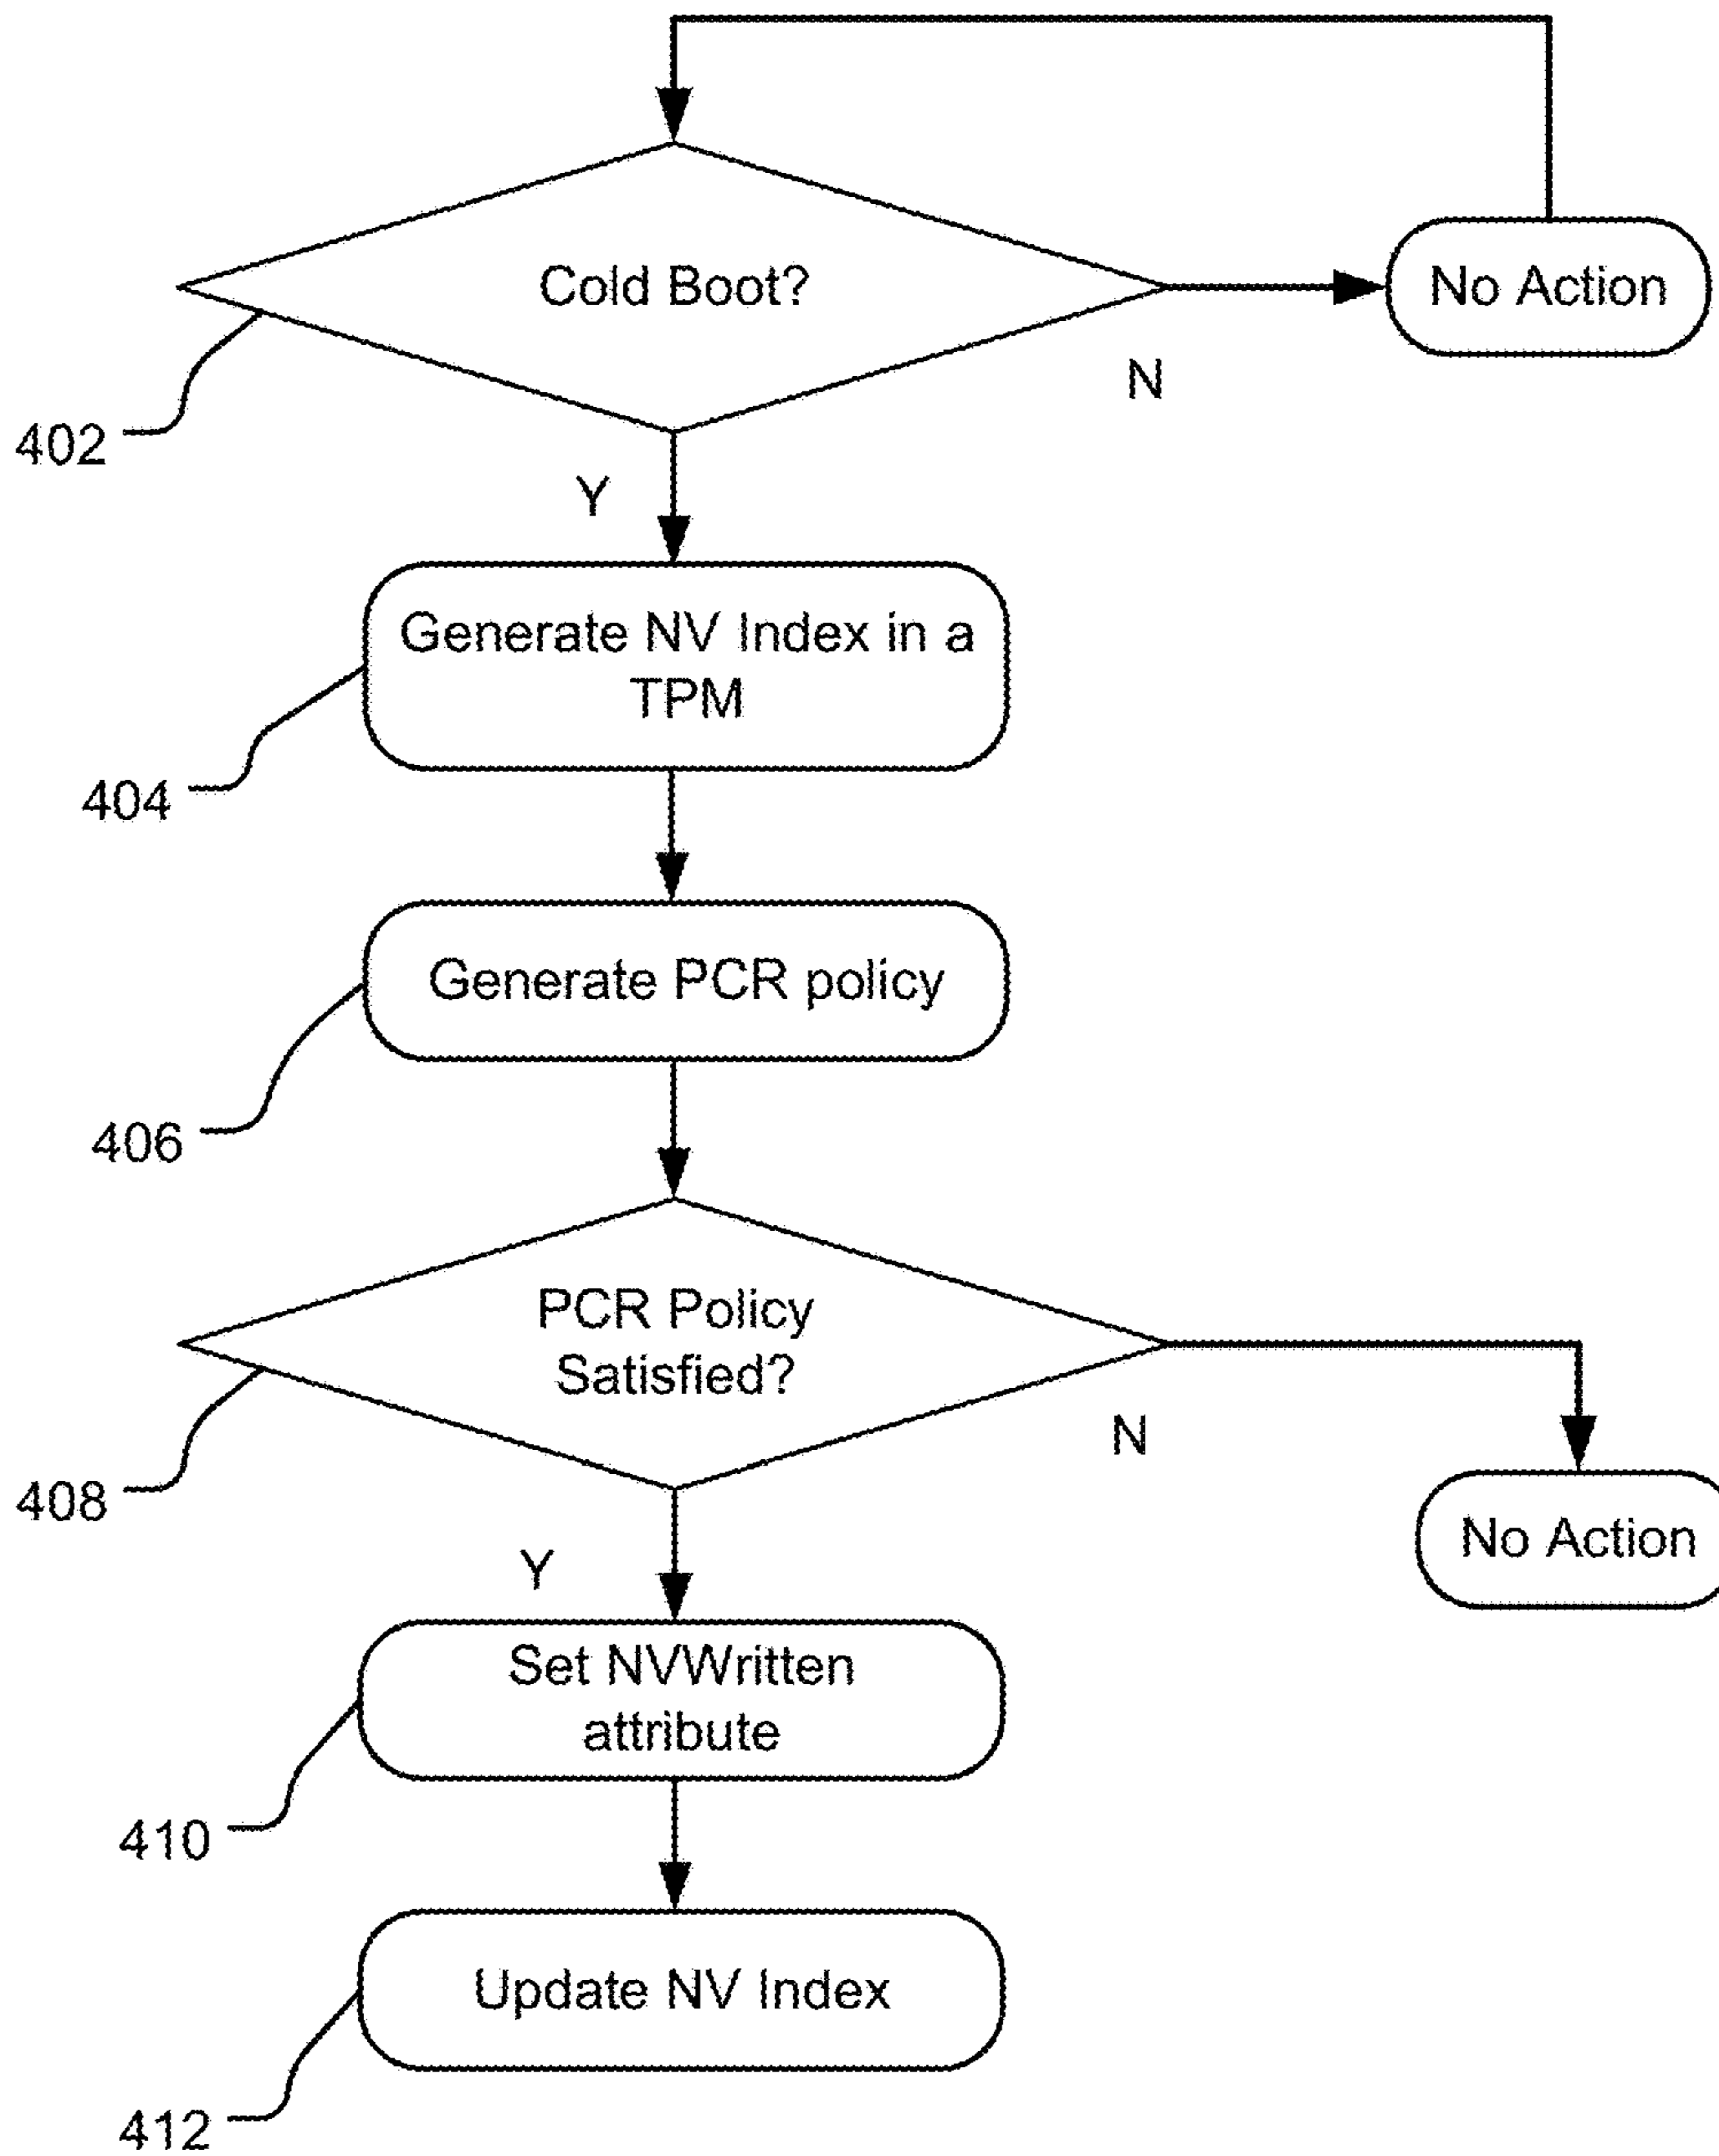 Cold Boot?
No Action
N
402
Y
Generate NV Index in a
TPM
404
Generate PCR policy
406
PCR Policy
Satisfied?
N
408
No Action
Y
Set NVWritten
attribute
410
Update NV Index
412